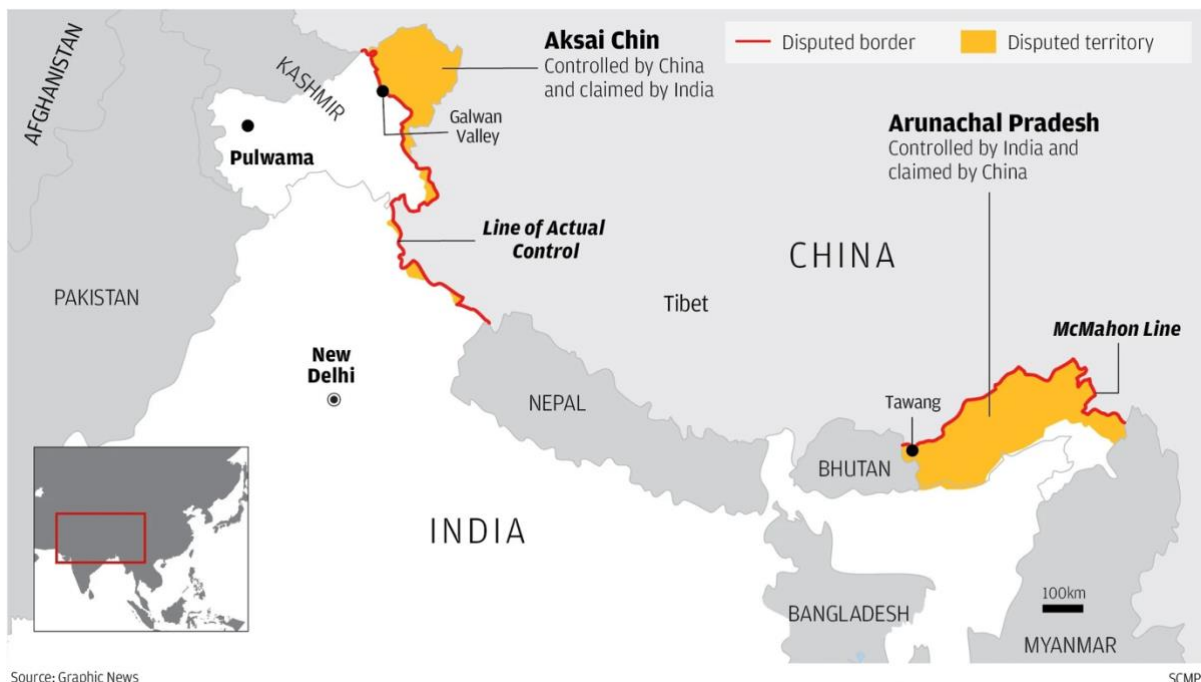 AFGHANISTAN
KASHMIR
Pulwama
Aksai Chin
Controlled by China
and claimed by India
Galwan
Valley
Disputed border
Disputed territory
Arunachal Pradesh
Controlled by India and
claimed by China
Line of Actual
Control
CHINA
PAKISTAN
Tibet
McMahon Line
New
Delhi
NEPAL
Tawang
BHUTAN
INDIA
100km
BANGLADESH
MYANMAR
Source: Graphic News
SCMP